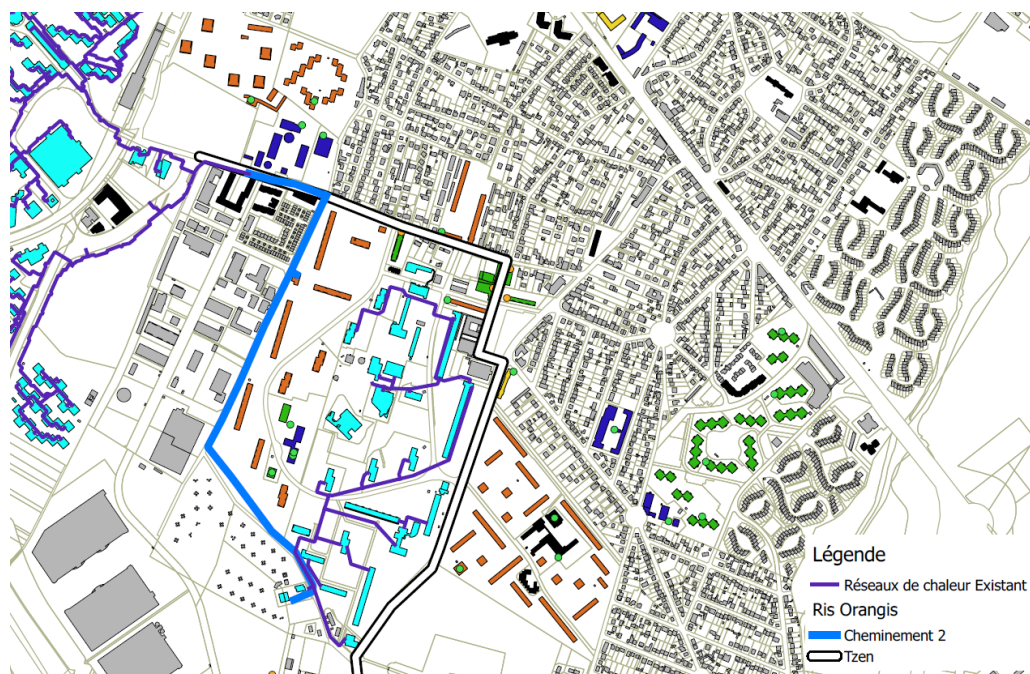 Légende
Réseaux de chaleur Existant
Ris Orangis
Cheminement 2
Tzen